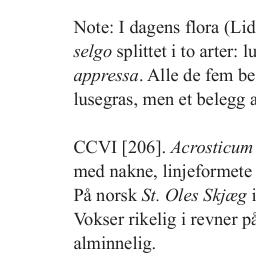 Note: I dagens flora (Lid
selgo splittet i to arter: lu
appressa. Alle de fem be
lusegras, men et belegg a
CCVI [206]. Acrosticum
med nakne, linjeformete
På norsk St. Oles Skjæg i
Vokser rikelig i revner på
alminnelig.